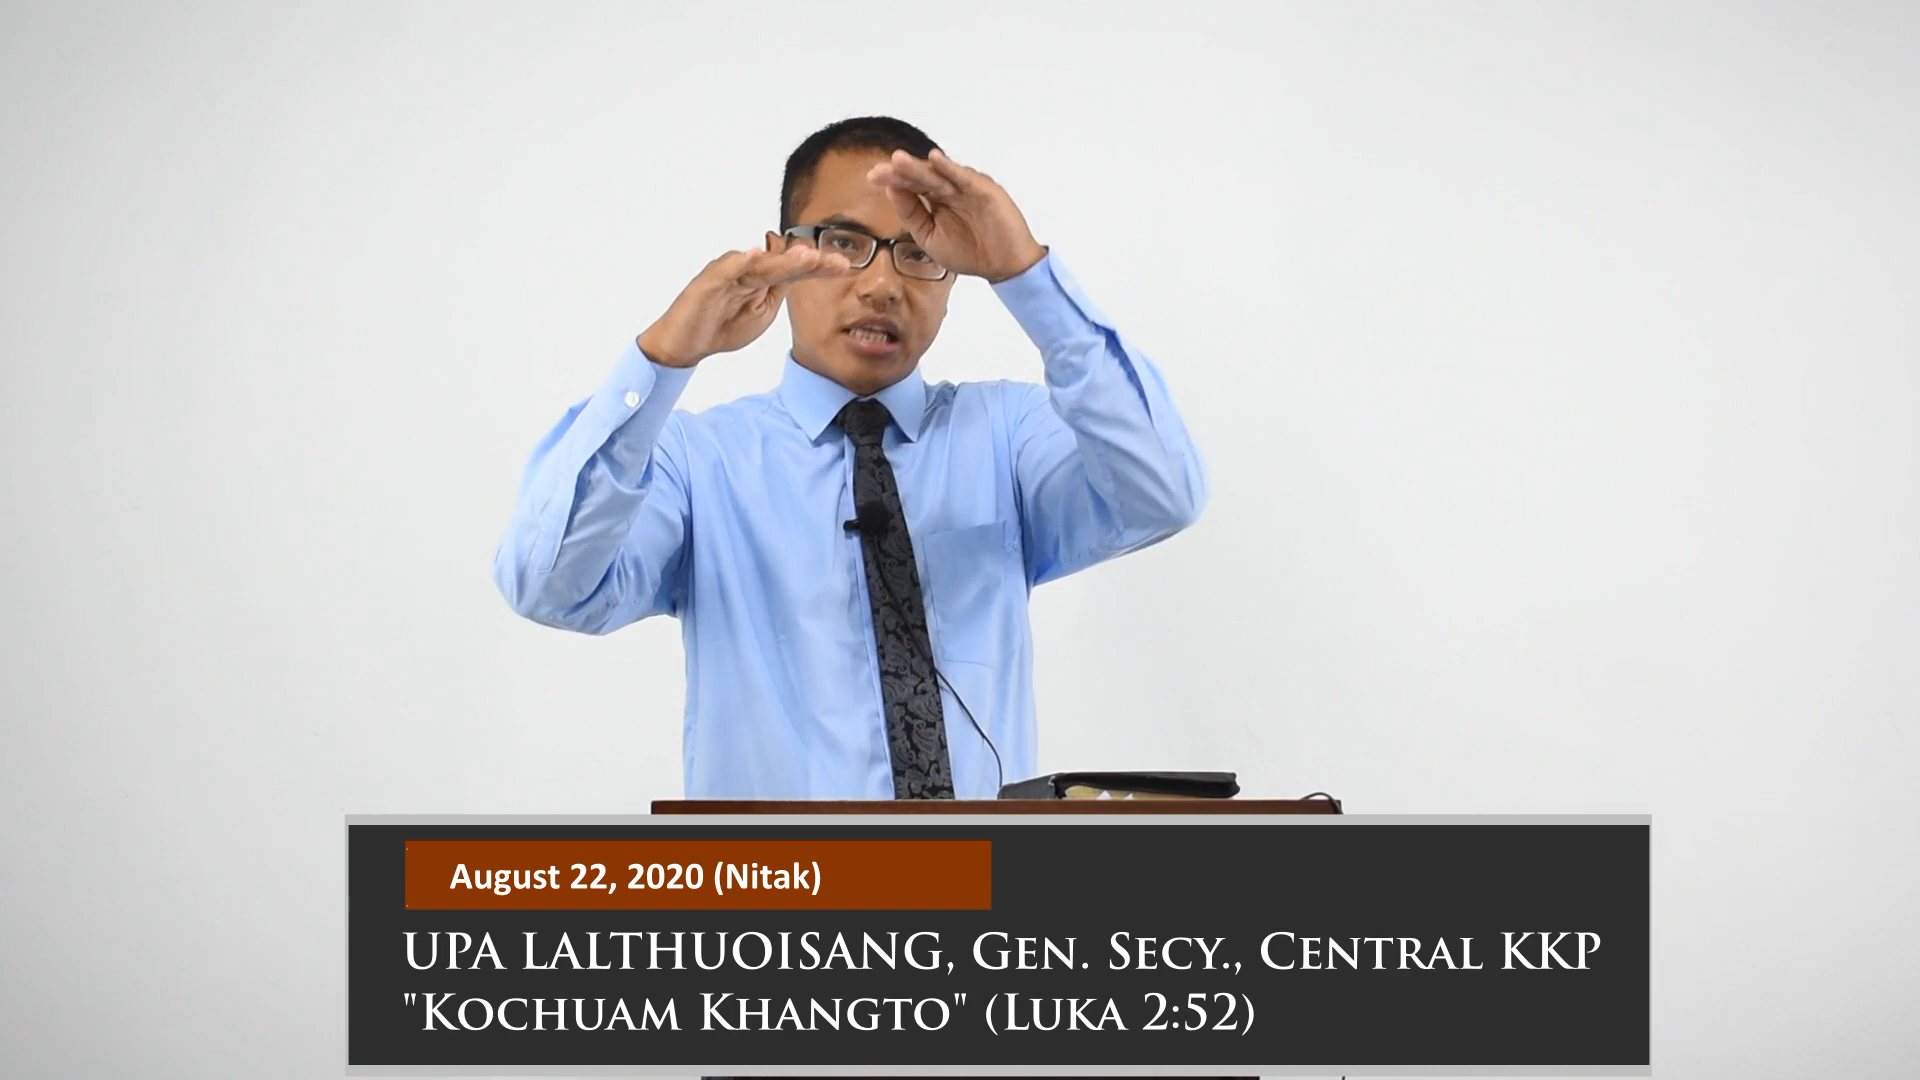 August 22, 2020 (Nitak)
UPA LALTHUOISANG, Gen. Secy., Central KKP
"Kochuam Khangto" (Luka 2:52)